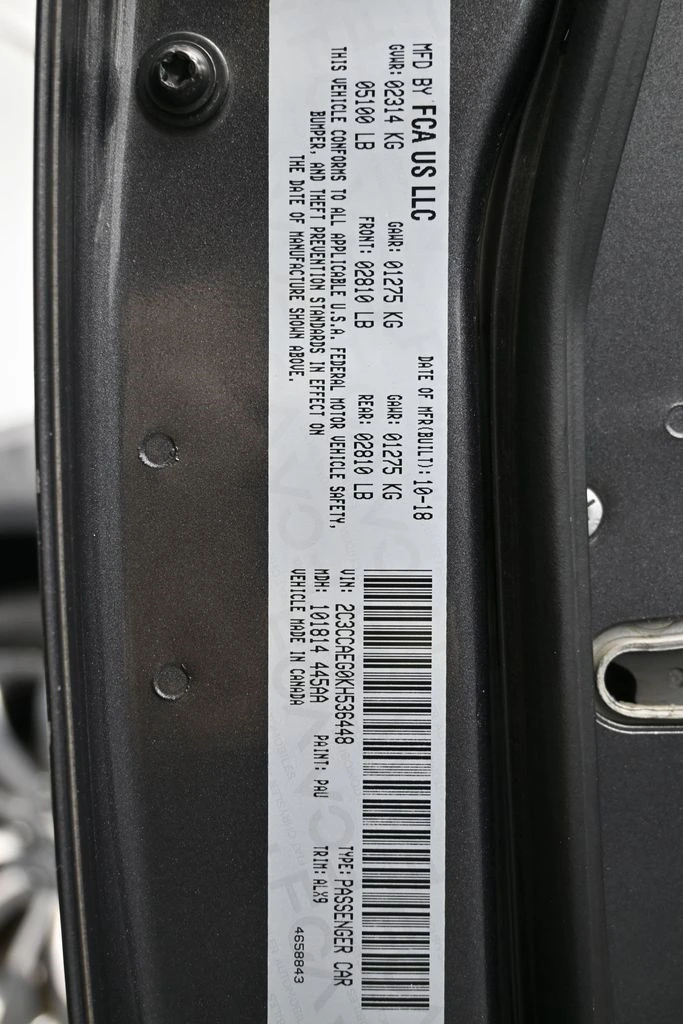 MFD BY FCA US LLC DATE OF MFR(BUILT): 10-18
GVWR: 02314 KG GAWR: 01275 KG GAWR: 01275 KG
05100 LB FRONT: 02810 LB REAR: 02810 LB
THIS VEHICLE CONFORMS TO ALL APPLICABLE U.S.A. FEDERAL MOTOR VEHICLE SAFETY,
BUMPER, AND THEFT PREVENTION STANDARDS IN EFFECT ON
THE DATE OF MANUFACTURE SHOWN ABOVE.
VIN: 2C3CCAEG0KH536448 TYPE: PASSENGER CAR
MDH: 101814 445AA PAINT: PAU TRIM: ALX9
VEHICLE MADE IN CANADA 4658843